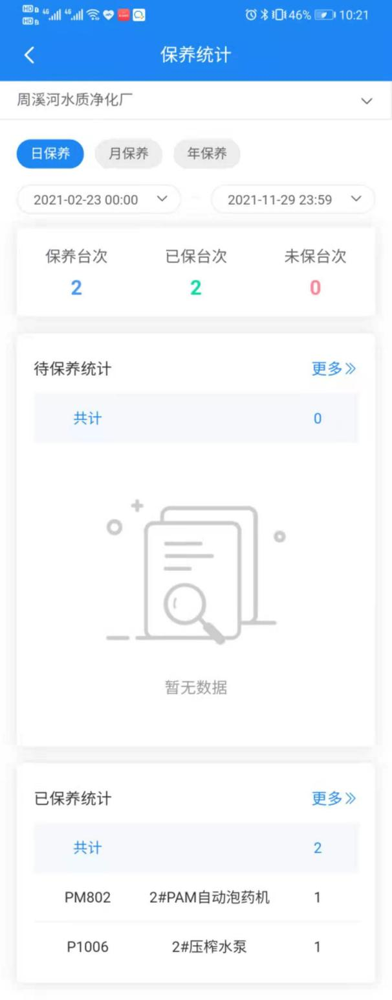 46% 10:21
保养统计
周溪河水质净化厂
日保养 月保养 年保养
2021-02-23 00:00 2021-11-29 23:59
保养台次 已保台次 未保台次
2 2 0
待保养统计 更多
共计 0
暂无数据
已保养统计 更多
共计 2
PM802 2#PAM自动泡药机 1
P1006 2#压榨水泵 1